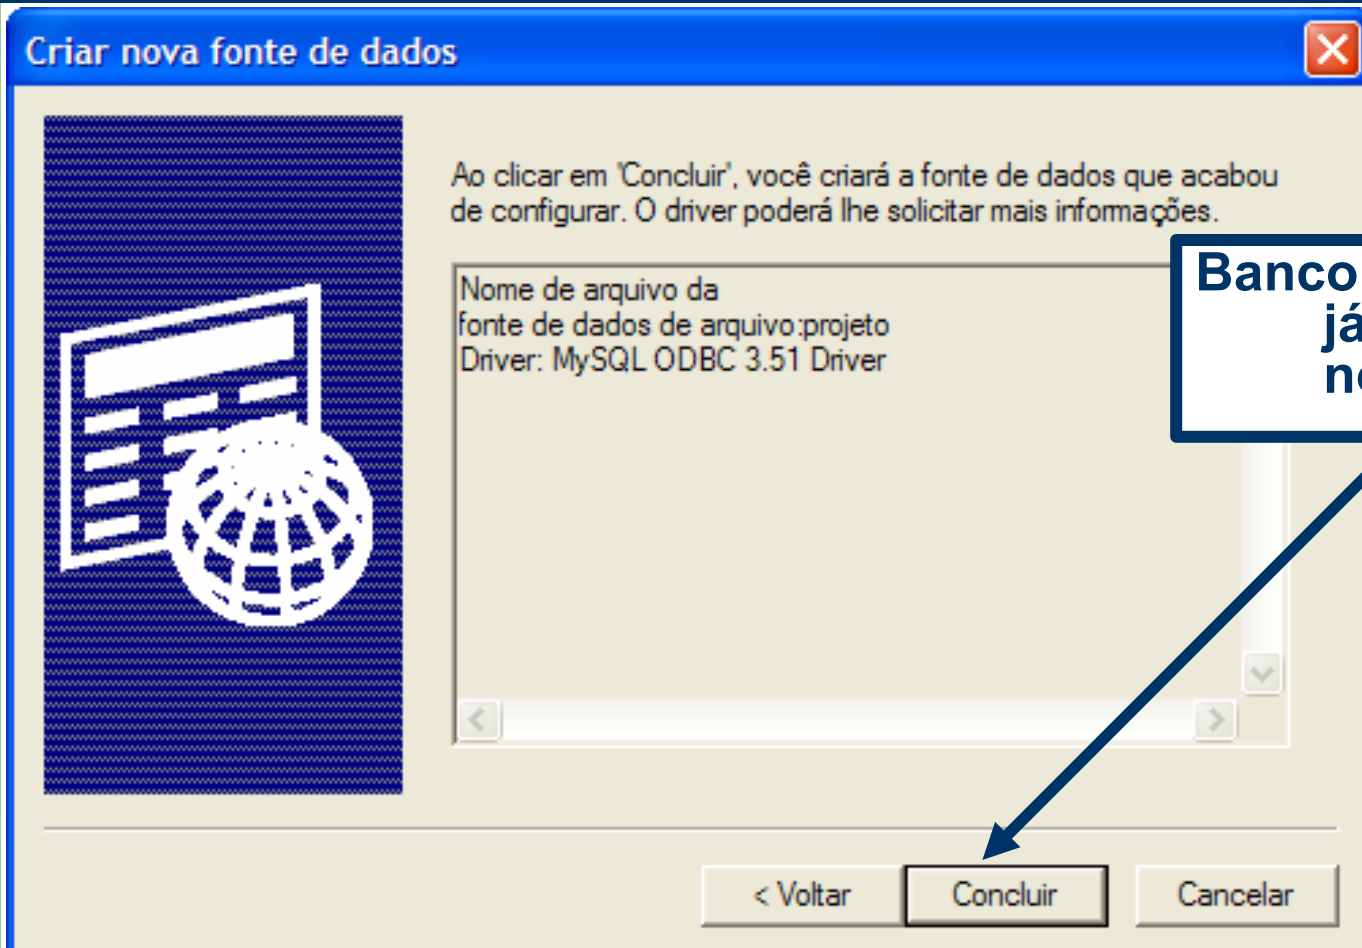 Criar nova fonte de dados
Ao clicar em 'Concluir', você criará a fonte de dados que acabou
de configurar. O driver poderá lhe solicitar mais informações.
Nome de arquivo da
fonte de dados de arquivo:projeto
Driver: MySQL ODBC 3.51 Driver
Banco
já
< Voltar
Concluir
Cancelar